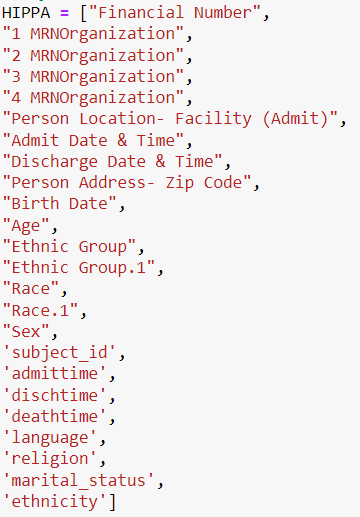 HIPPA = ["Financial Number",
"1 MRNOrganization",
"2 MRNOrganization",
"3 MRNOrganization",
"4 MRNOrganization",
"Person Location- Facility (Admit)",
"Admit Date & Time",
"Discharge Date & Time",
"Person Address- Zip Code",
"Birth Date",
"Age",
"Ethnic Group",
"Ethnic Group.1",
"Race",
"Race.1",
"Sex",
'subject_id',
'admittime',
'dischtime',
'deathtime',
'language',
'religion',
'marital_status',
'ethnicity']